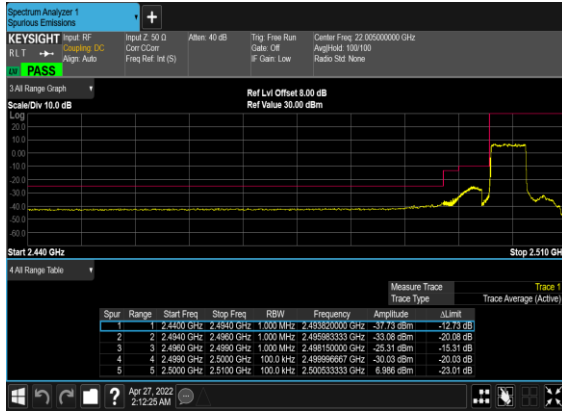 Spectrum Analyzer 1
Spurious Emissions
+
KEYSIGHT Input: RF Input Z: 50 Ω Atten: 40 dB Trig: Free Run Center Freq: 22.005000000 GHz
RLT Coupling: DC Corr CCorr Gate: Off Avg|Hold: 100/100
Align: Auto Freq Ref: Int (S) IF Gain: Low Radio Std: None
PASS
3 All Range Graph Ref Lvl Offset 8.00 dB
Scale/Div 10.0 dB Ref Value 30.00 dBm
Log
20.0
10.0
0.00
-10.0
-20.0
-30.0
-40.0
-50.0
-60.0
Start 2.440 GHz Stop 2.510 GH
4 All Range Table
Measure Trace Trace 1
Trace Type Trace Average (Active)
Spur Range Start Freq Stop Freq RBW Frequency Amplitude ΔLimit
1 1 2.4400 GHz 2.4940 GHz 1.000 MHz 2.493820000 GHz -37.73 dBm -12.73 dB
2 2 2.4940 GHz 2.4960 GHz 1.000 MHz 2.495983333 GHz -33.08 dBm -20.08 dB
3 3 2.4960 GHz 2.4990 GHz 1.000 MHz 2.498150000 GHz -25.31 dBm -15.31 dB
4 4 2.4990 GHz 2.5000 GHz 100.0 kHz 2.499996667 GHz -30.03 dBm -20.03 dB
5 5 2.5000 GHz 2.5100 GHz 100.0 kHz 2.500533333 GHz 6.986 dBm -23.01 dB
? Apr 27, 2022
2:12:25 AM